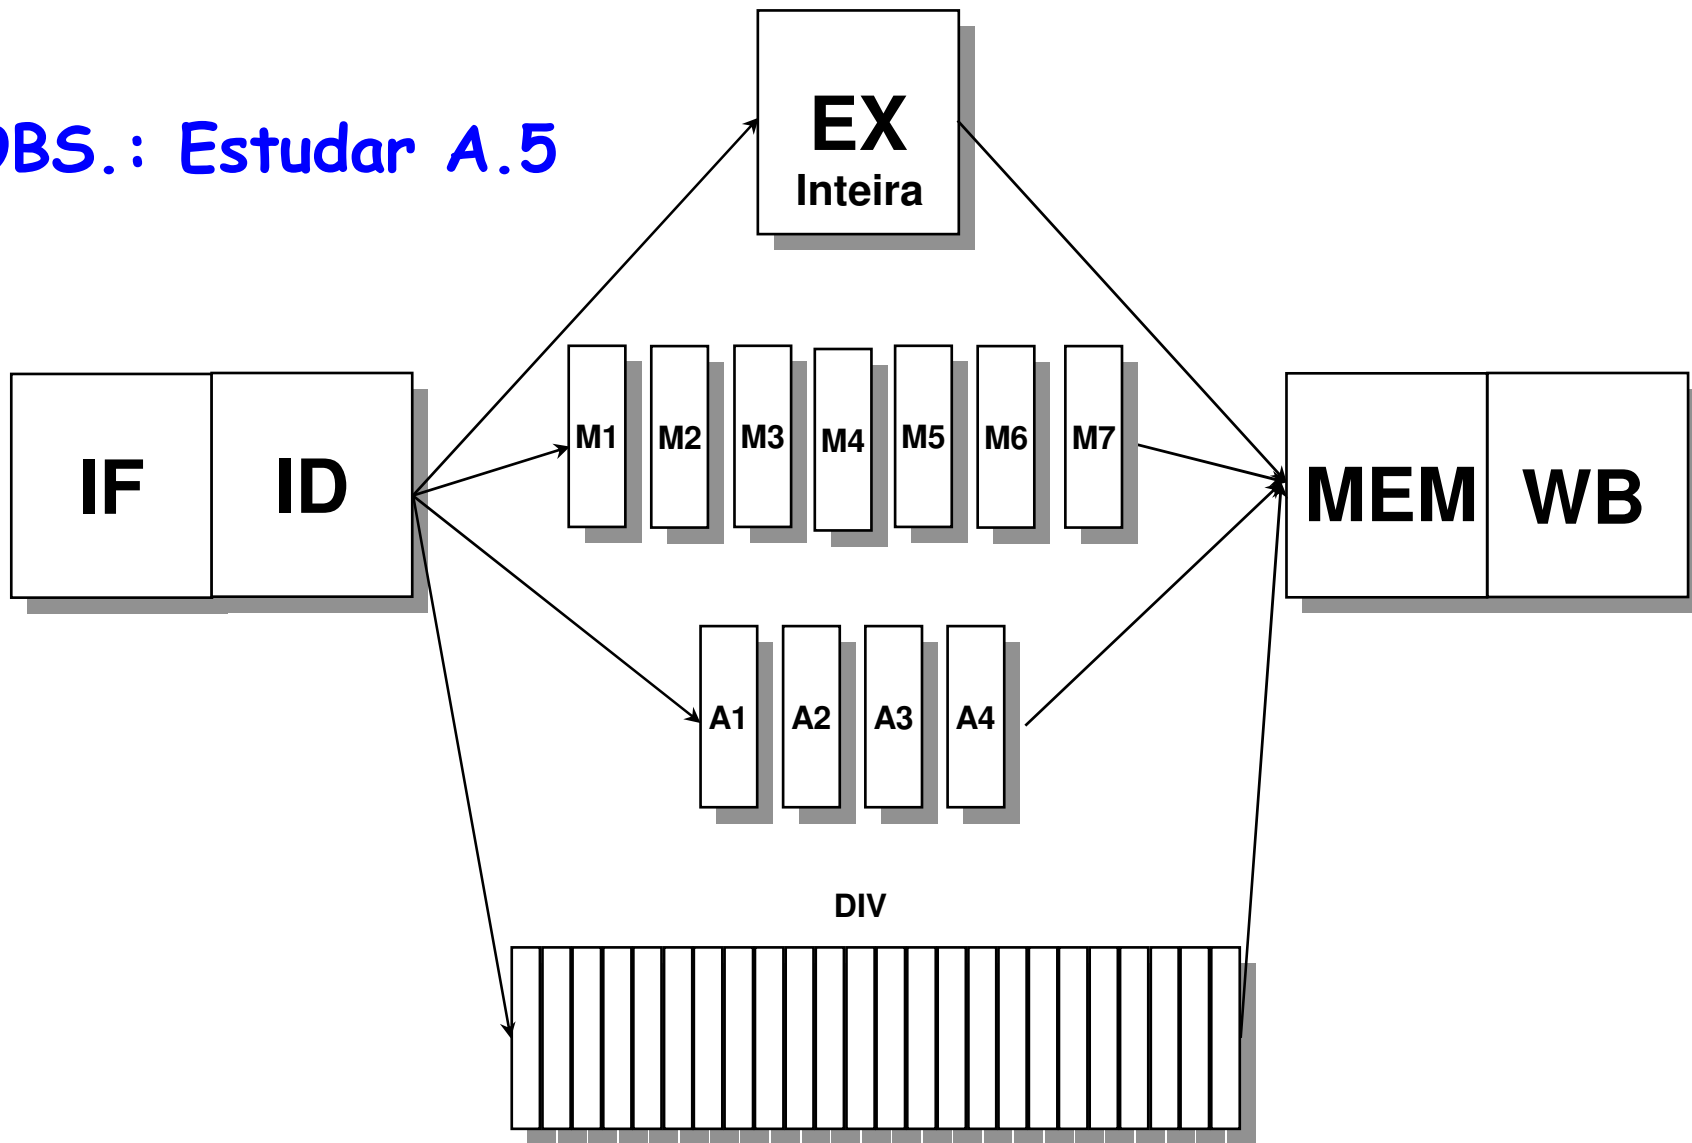 EX
Inteira
OBS.: Estudar A.5
IF ID
M1 M2 M3 M4 M5 M6 M7
MEM WB
A1 A2 A3 A4
DIV